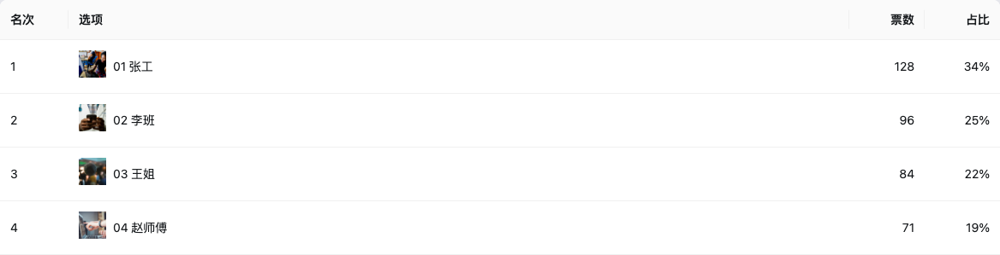 名次 选项 票数 占比
1 01 张工 128 34%
2 02 李班 96 25%
3 03 王姐 84 22%
4 04 赵师傅 71 19%